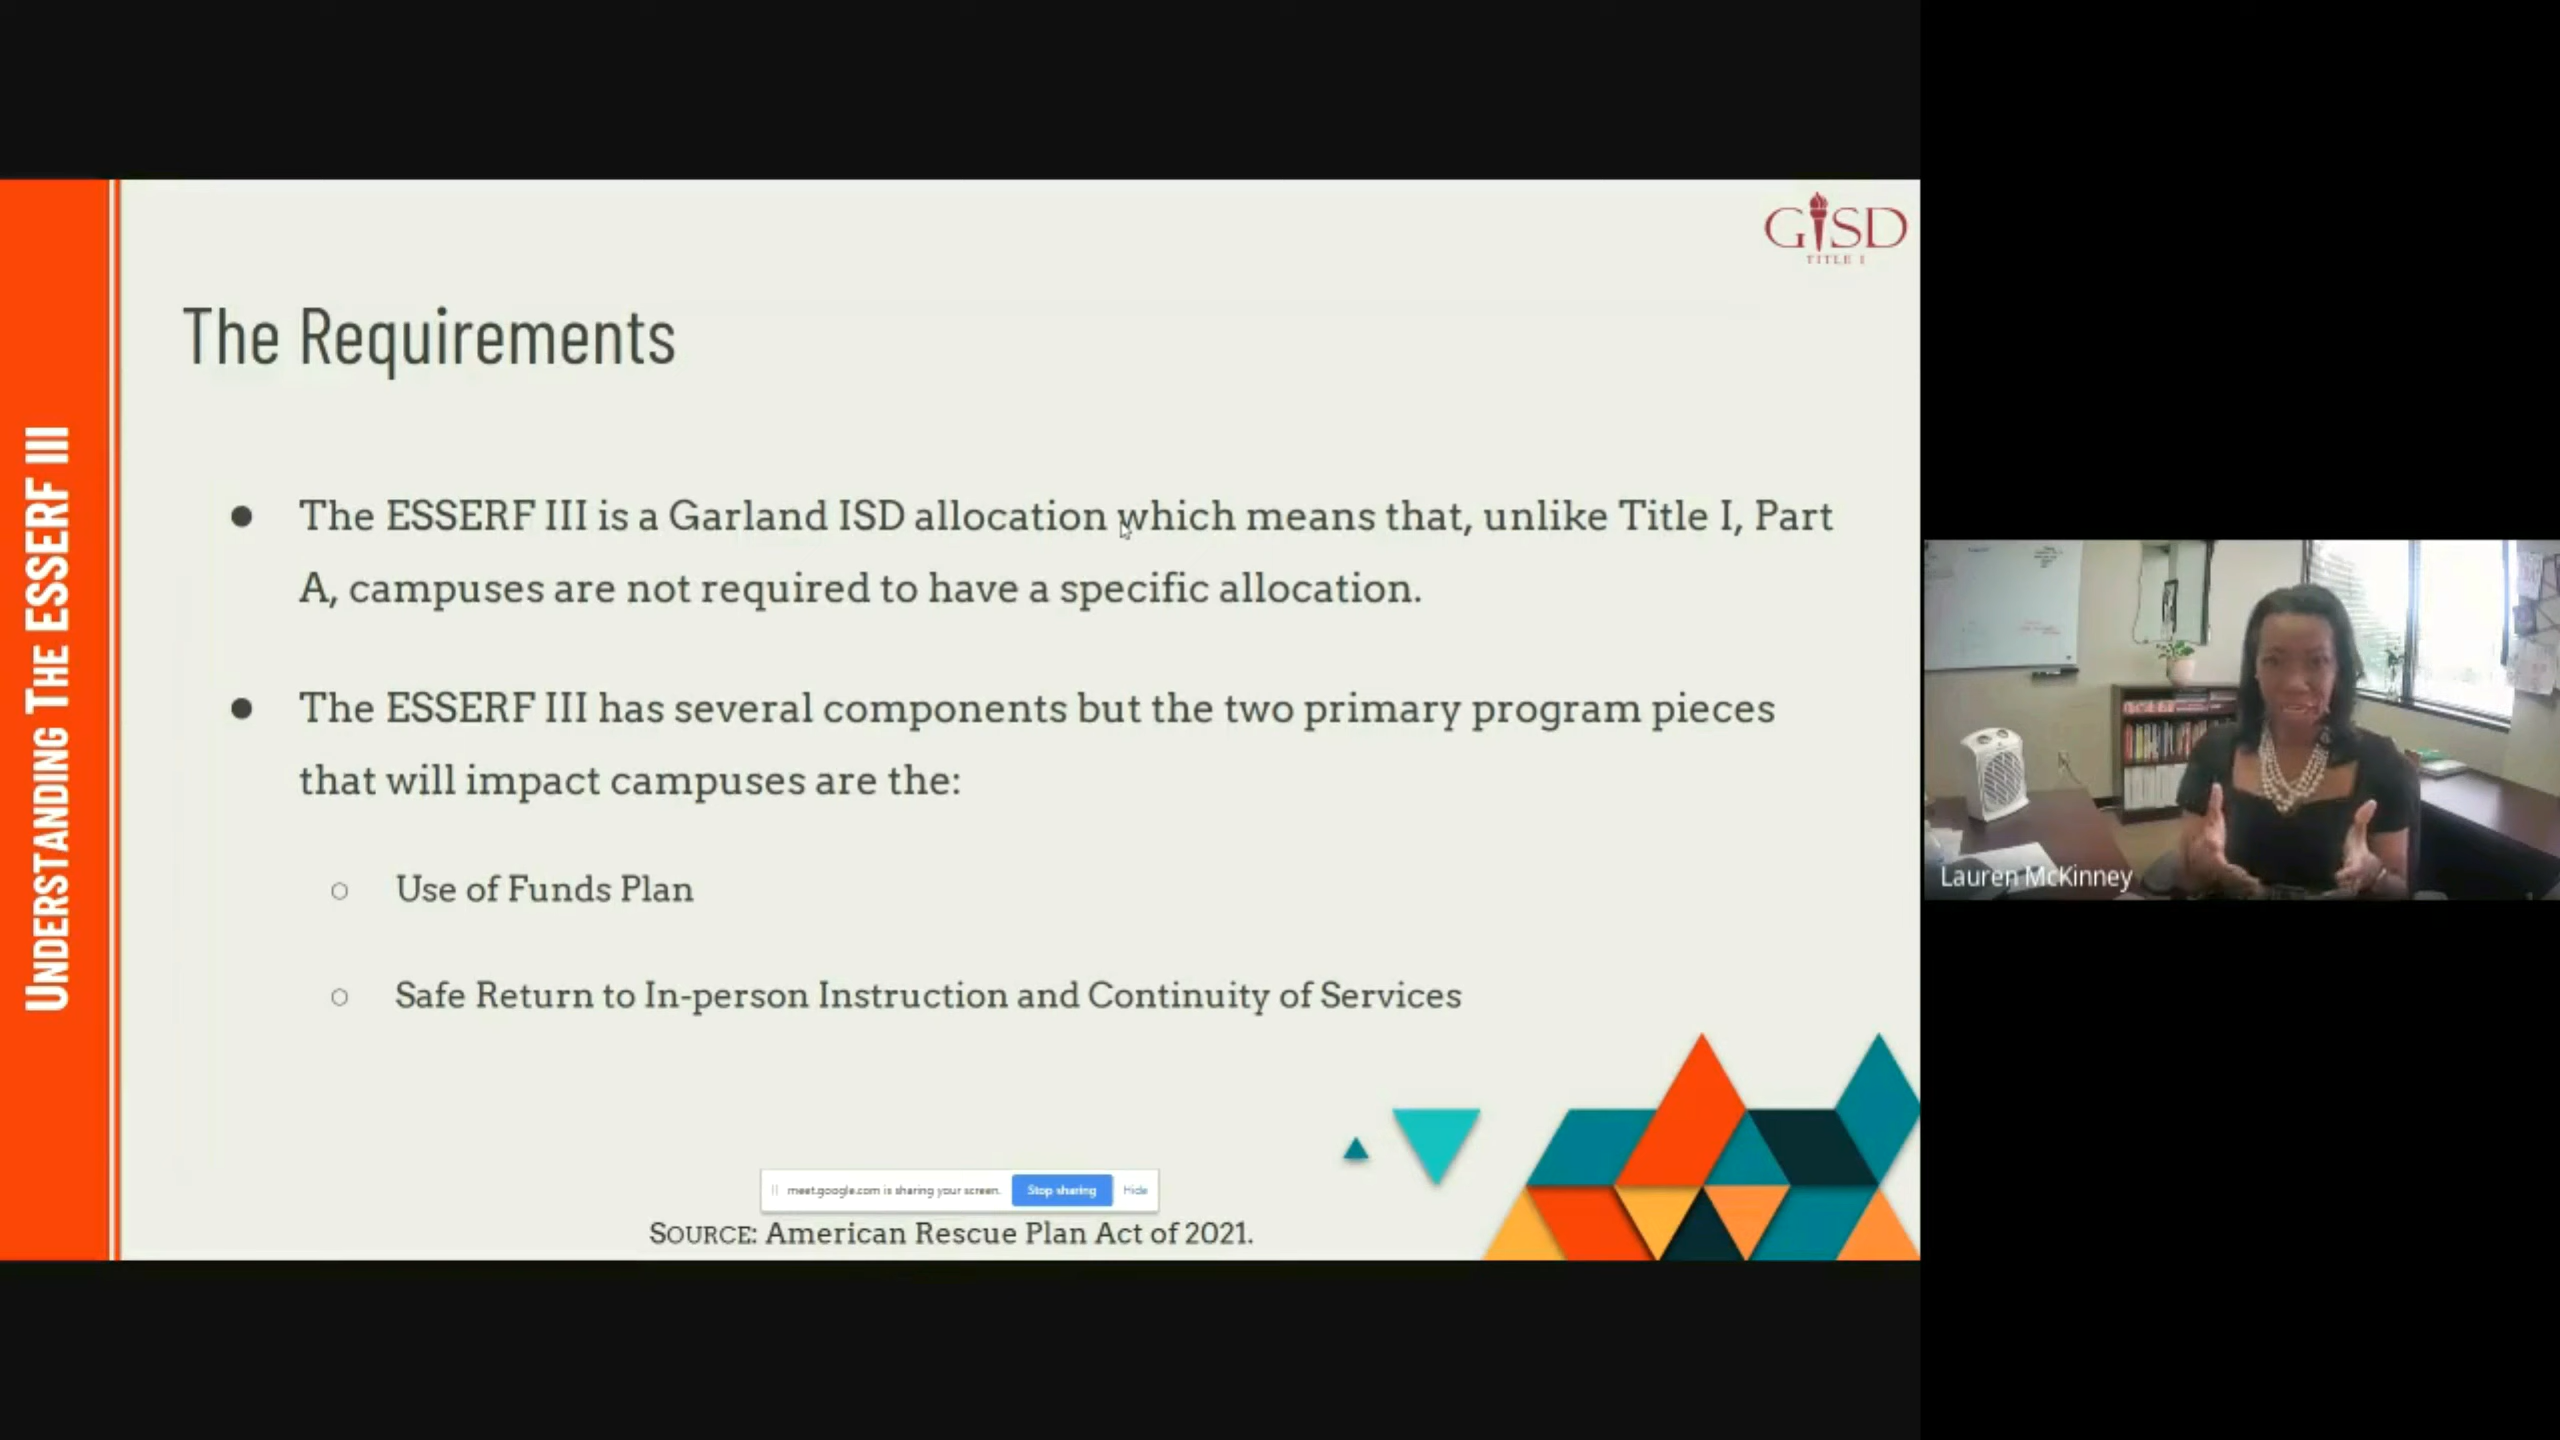 GISD
TITLE I
UNDERSTANDING THE ESSERF III
The Requirements
● The ESSERF III is a Garland ISD allocation which means that, unlike Title I, Part
A, campuses are not required to have a specific allocation.
● The ESSERF III has several components but the two primary program pieces
that will impact campuses are the:
○ Use of Funds Plan
○ Safe Return to In-person Instruction and Continuity of Services
Lauren McKinney
meet.google.com is sharing your screen. Stop sharing Hide
SOURCE: American Rescue Plan Act of 2021.